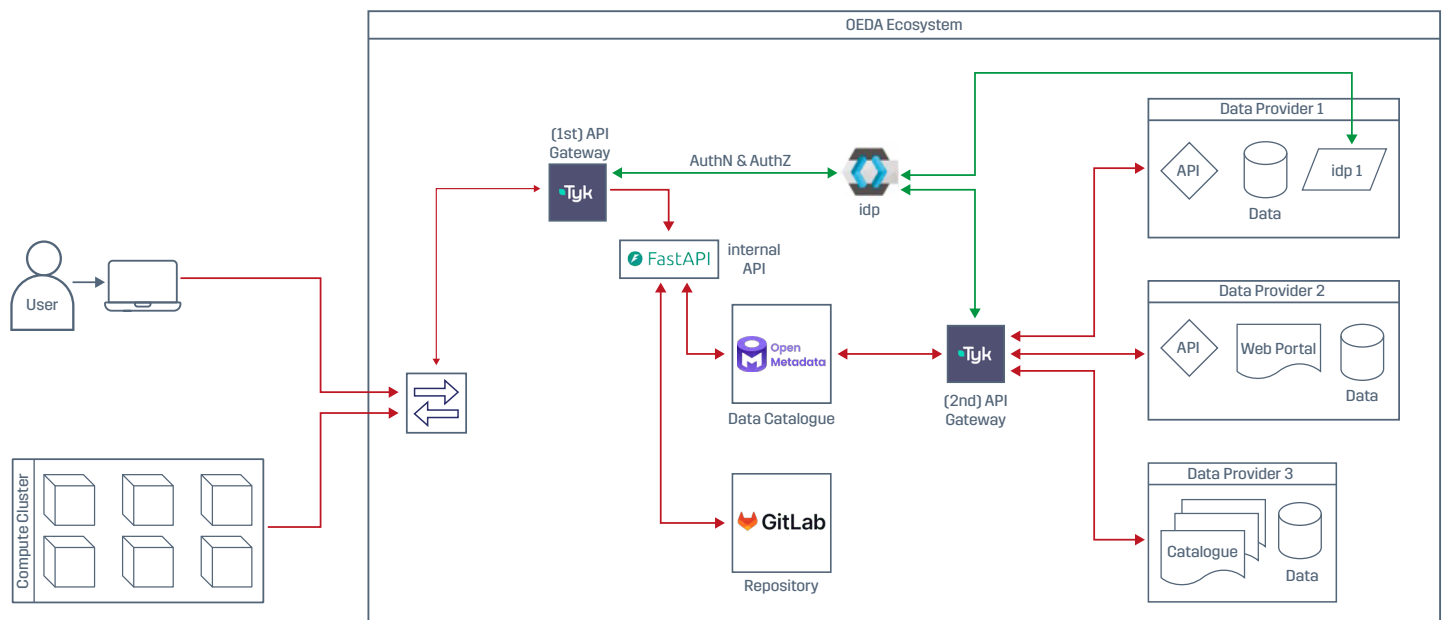 OEDA Ecosystem
(1st) API
Gateway
Tyk
AuthN & AuthZ
idp
FastAPI
internal
API
User
Compute Cluster
Open
Metadata
Data Catalogue
Tyk
(2nd) API
Gateway
GitLab
Repository
Data Provider 1
API
Data
idp 1
Data Provider 2
API
Web Portal
Data
Data Provider 3
Catalogue
Data